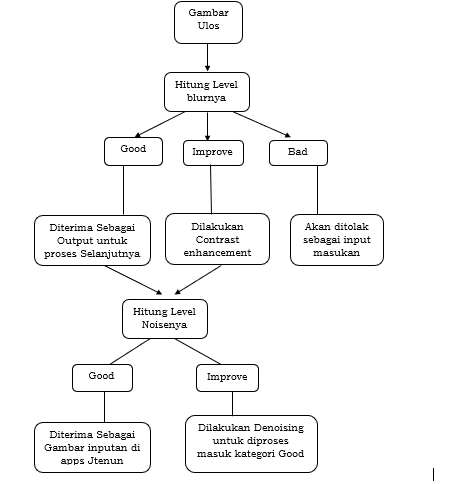 Gambar
Ulos
Hitung Level
blurnya
Good
Improve
Bad
Diterima Sebagai
Output untuk
proses Selanjutnya
Dilakukan
Contrast
enhancement
Akan ditolak
sebagai input
masukan
Hitung Level
Noisenya
Good
Improve
Diterima Sebagai
Gambar inputan di
apps Jtenun
Dilakukan Denoising
untuk diproses
masuk kategori Good